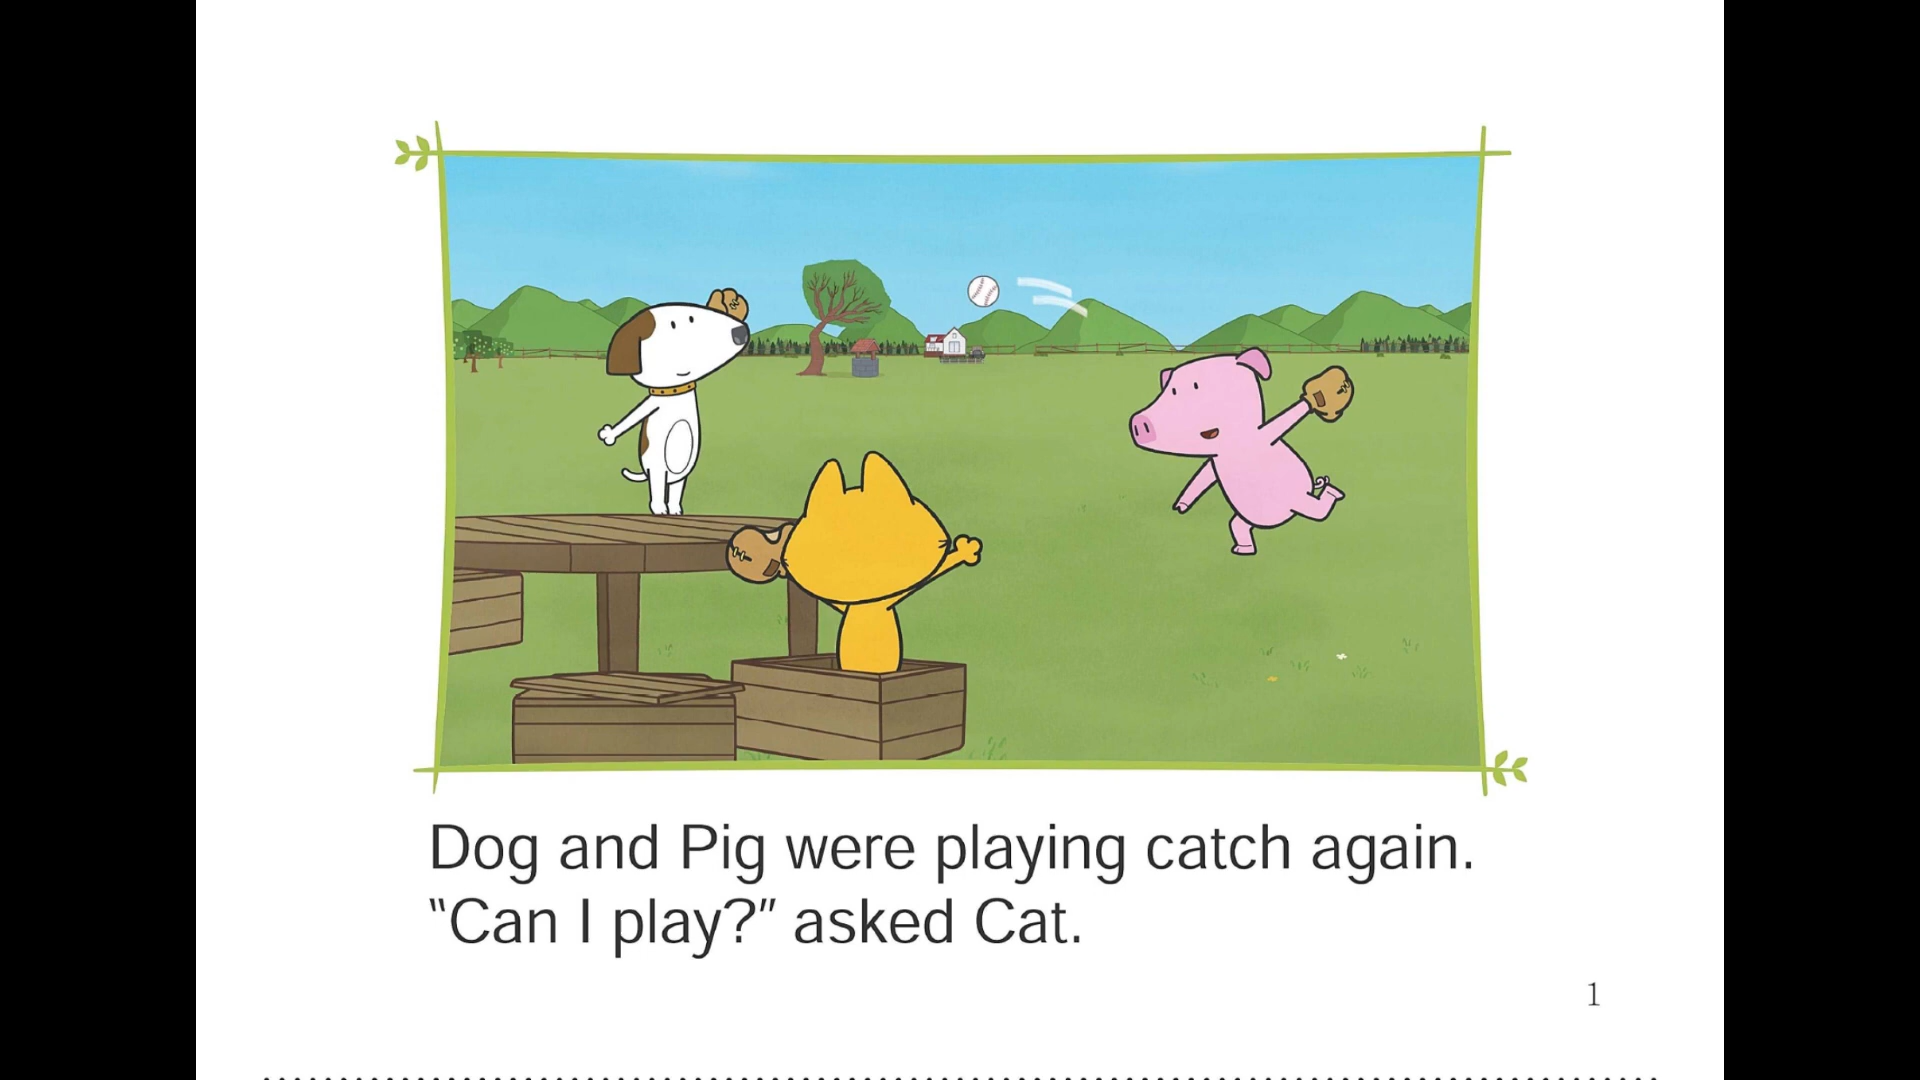 Dog and Pig were playing catch again.
“Can I play?” asked Cat.
1